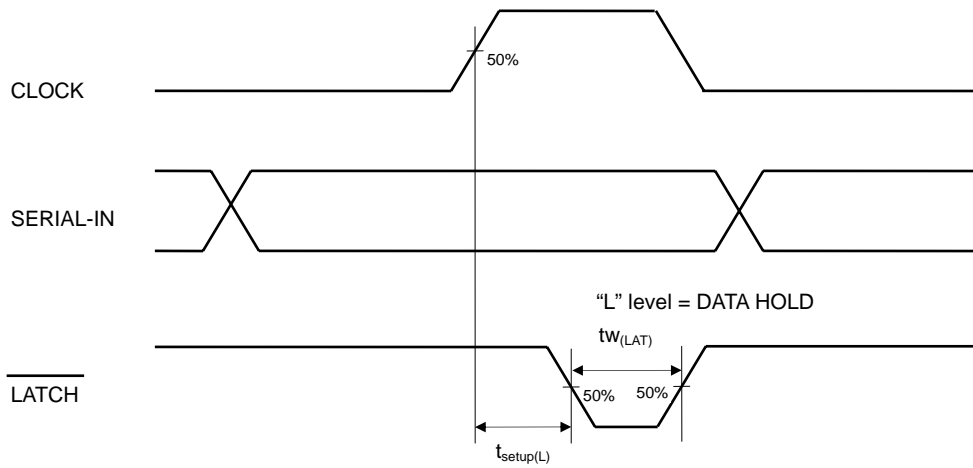 50%
CLOCK
SERIAL-IN
“L” level = DATA HOLD
tw(LAT)
LATCH
50%
50%
tsetup(L)